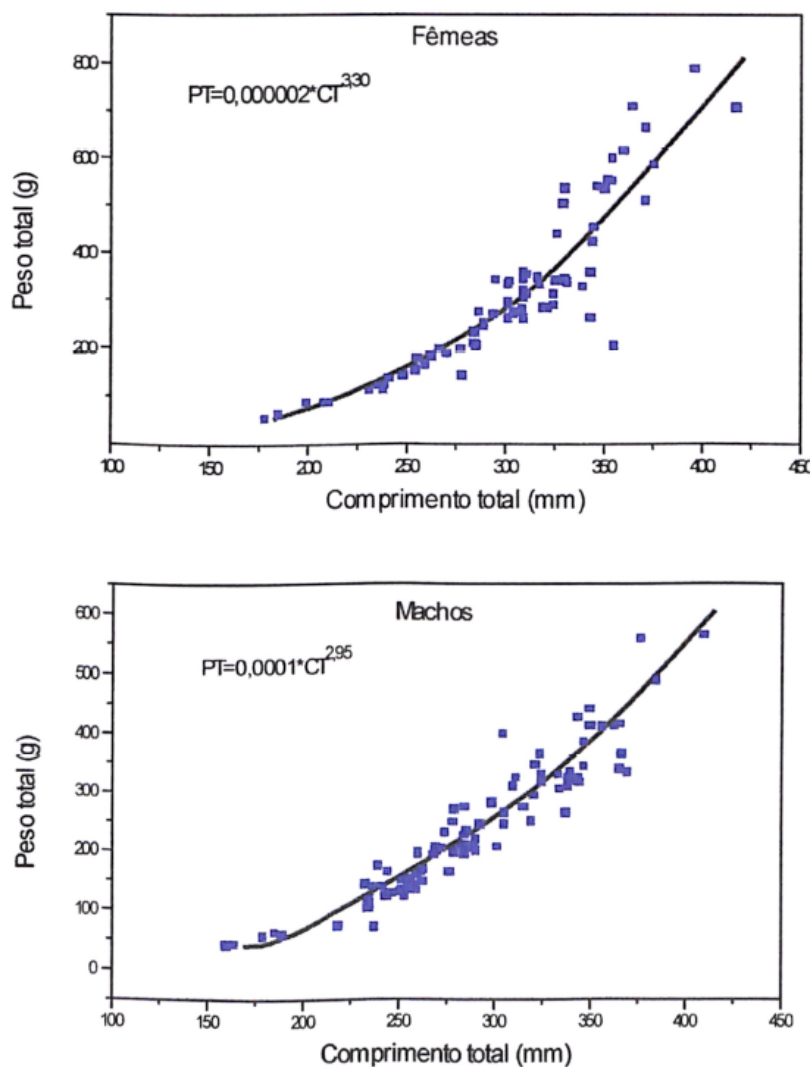 Fêmeas
PT=0,000002*CT^3,30
Peso total (g)
800
600
400
200
100 150 200 250 300 350 400 450
Comprimento total (mm)
Machos
PT=0,0001*CT^2,95
Peso total (g)
600
500
400
300
200
100
0
100 150 200 250 300 350 400 450
Comprimento total (mm)